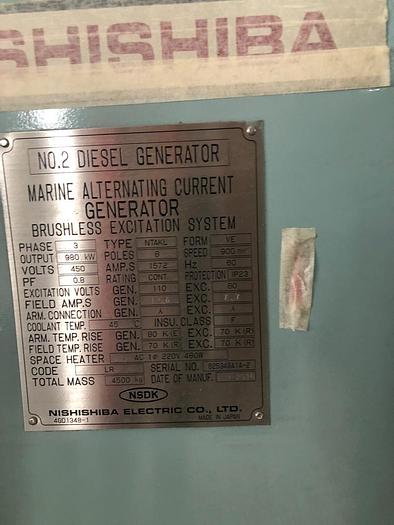 SHISHIBA
NO.2 DIESEL GENERATOR
MARINE ALTERNATING CURRENT
GENERATOR
BRUSHLESS EXCITATION SYSTEM
PHASE 3 TYPE NTAKL FORM VE
OUTPUT 980 kW POLES 8 SPEED 900
VOLTS 450 AMP.S 1572 Hz 60
PF 0.8 RATING CONT. PROTECTION IP23
EXCITATION VOLTS GEN. 110 EXC. 60
FIELD AMP.S GEN. EXC.
ARM. CONNECTION GEN. EXC.
COOLANT TEMP. 45 °C INSU. CLASS F
ARM. TEMP. RISE GEN. 80 K(E) EXC. 70 K(R)
FIELD TEMP. RISE GEN. 70 K(R) EXC. 70 K(R)
SPACE HEATER AC 1ø 220V 480W
CODE LR SERIAL NO.
TOTAL MASS 4500 kg DATE OF MANUF.
NSDK
NISHISHIBA ELECTRIC CO., LTD.
4GD1348-1 MADE IN JAPAN